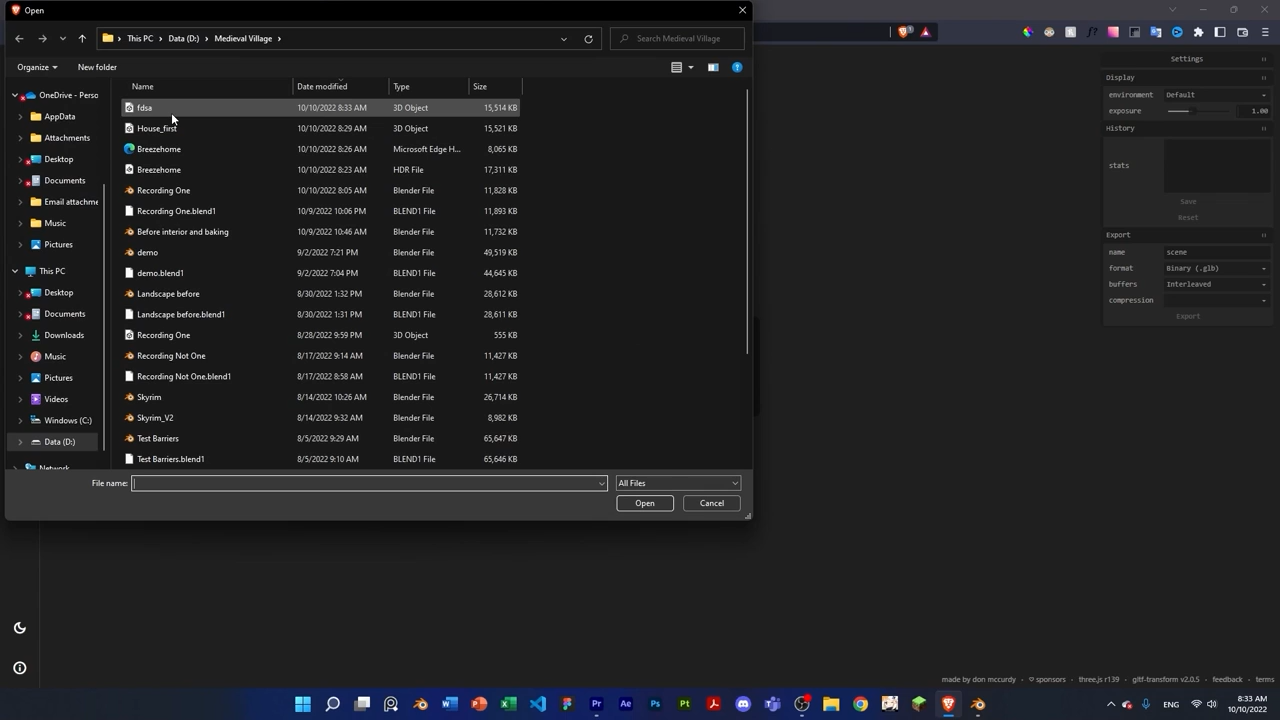 Open
This PC
Data (D:)
Medieval Village
Search Medieval Village
Organize
New folder
Name
Date modified
Type
Size
OneDrive - Perso
AppData
Attachments
Desktop
Documents
Email attachme
Music
Pictures
This PC
Desktop
Documents
Downloads
Music
Pictures
Videos
Windows (C:)
Data (D:)
Network
fdsa 10/10/2022 8:33 AM 3D Object 15,514 KB
House_first 10/10/2022 8:29 AM 3D Object 15,521 KB
Breezehome 10/10/2022 8:26 AM Microsoft Edge H... 8,065 KB
Breezehome 10/10/2022 8:23 AM HDR File 17,311 KB
Recording One 10/10/2022 8:05 AM Blender File 11,828 KB
Recording One.blend1 10/9/2022 10:06 PM BLEND1 File 11,893 KB
Before interior and baking 10/9/2022 10:46 AM Blender File 11,732 KB
demo 9/2/2022 7:21 PM Blender File 49,519 KB
demo.blend1 9/2/2022 7:04 PM BLEND1 File 44,645 KB
Landscape before 8/30/2022 1:32 PM Blender File 28,612 KB
Landscape before.blend1 8/30/2022 1:31 PM BLEND1 File 28,611 KB
Recording One 8/28/2022 9:59 PM 3D Object 555 KB
Recording Not One 8/17/2022 9:14 AM Blender File 11,427 KB
Recording Not One.blend1 8/17/2022 8:58 AM BLEND1 File 11,427 KB
Skyrim 8/14/2022 10:26 AM Blender File 26,714 KB
Skyrim_V2 8/14/2022 9:32 AM Blender File 8,982 KB
Test Barriers 8/5/2022 9:29 AM Blender File 65,647 KB
Test Barriers.blend1 8/5/2022 9:10 AM BLEND1 File 65,646 KB
File name:
All Files
Open
Cancel
Settings
Display
environment Default
exposure 1.00
History
stats
Save
Reset
Export
name scene
format Binary (.glb)
buffers Interleaved
compression
Export
made by don mccurdy ♡ sponsors three.js r139 gltf-transform v2.0.5 feedback terms
8:33 AM
10/10/2022